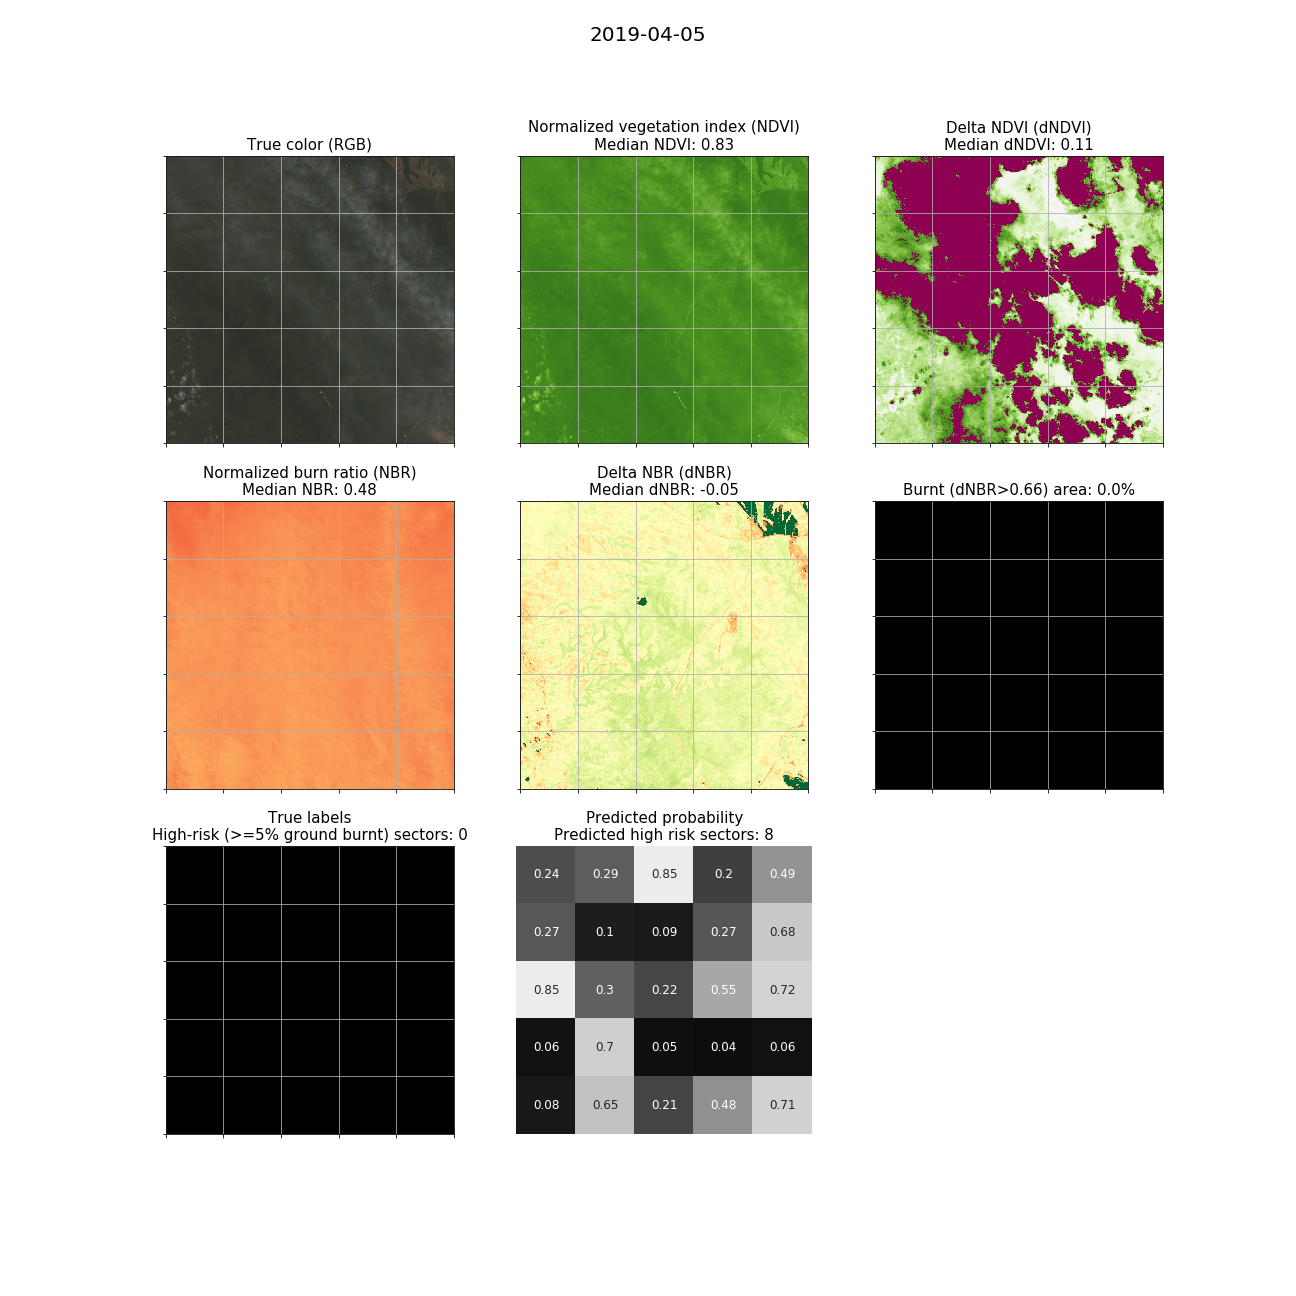 2019-04-05
True color (RGB)
Normalized vegetation index (NDVI)
Median NDVI: 0.83
Delta NDVI (dNDVI)
Median dNDVI: 0.11
Normalized burn ratio (NBR)
Median NBR: 0.48
Delta NBR (dNBR)
Median dNBR: -0.05
Burnt (dNBR>0.66) area: 0.0%
True labels
High-risk (>=5% ground burnt) sectors: 0
Predicted probability
Predicted high risk sectors: 8
0.24 0.29 0.85 0.2 0.49
0.27 0.1 0.09 0.27 0.68
0.85 0.3 0.22 0.55 0.72
0.06 0.7 0.05 0.04 0.06
0.08 0.65 0.21 0.48 0.71